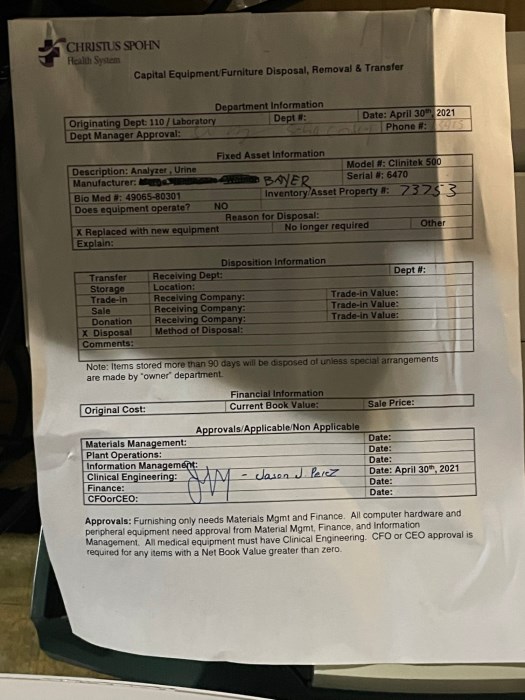 CHRISTUS SPOHN
Health System
Capital Equipment/Furniture Disposal, Removal & Transfer
Department Information
Originating Dept: 110 / Laboratory Dept #: Date: April 30th, 2021
Dept Manager Approval: Phone #:
Fixed Asset Information
Description: Analyzer, Urine Model #: Clinitek 500
Manufacturer: BAYER Serial #: 6470
Bio Med #: 49065-80301 Inventory/Asset Property #: 73753
Does equipment operate? NO
Reason for Disposal:
X Replaced with new equipment No longer required Other
Explain:
Disposition Information
Transfer Receiving Dept: Dept #:
Storage Location:
Trade-in Receiving Company: Trade-in Value:
Sale Receiving Company: Trade-in Value:
Donation Receiving Company: Trade-in Value:
X Disposal Method of Disposal:
Comments:
Note: Items stored more than 90 days will be disposed of unless special arrangements
are made by "owner" department.
Financial Information
Original Cost: Current Book Value: Sale Price:
Approvals/Applicable/Non Applicable
Materials Management: Date:
Plant Operations: Date:
Information Management: Date:
Clinical Engineering: - Jason J Perez Date: April 30th, 2021
Finance: Date:
CFOorCEO: Date:
Approvals: Furnishing only needs Materials Mgmt and Finance. All computer hardware and
peripheral equipment need approval from Material Mgmt, Finance, and Information
Management. All medical equipment must have Clinical Engineering. CFO or CEO approval is
required for any items with a Net Book Value greater than zero.